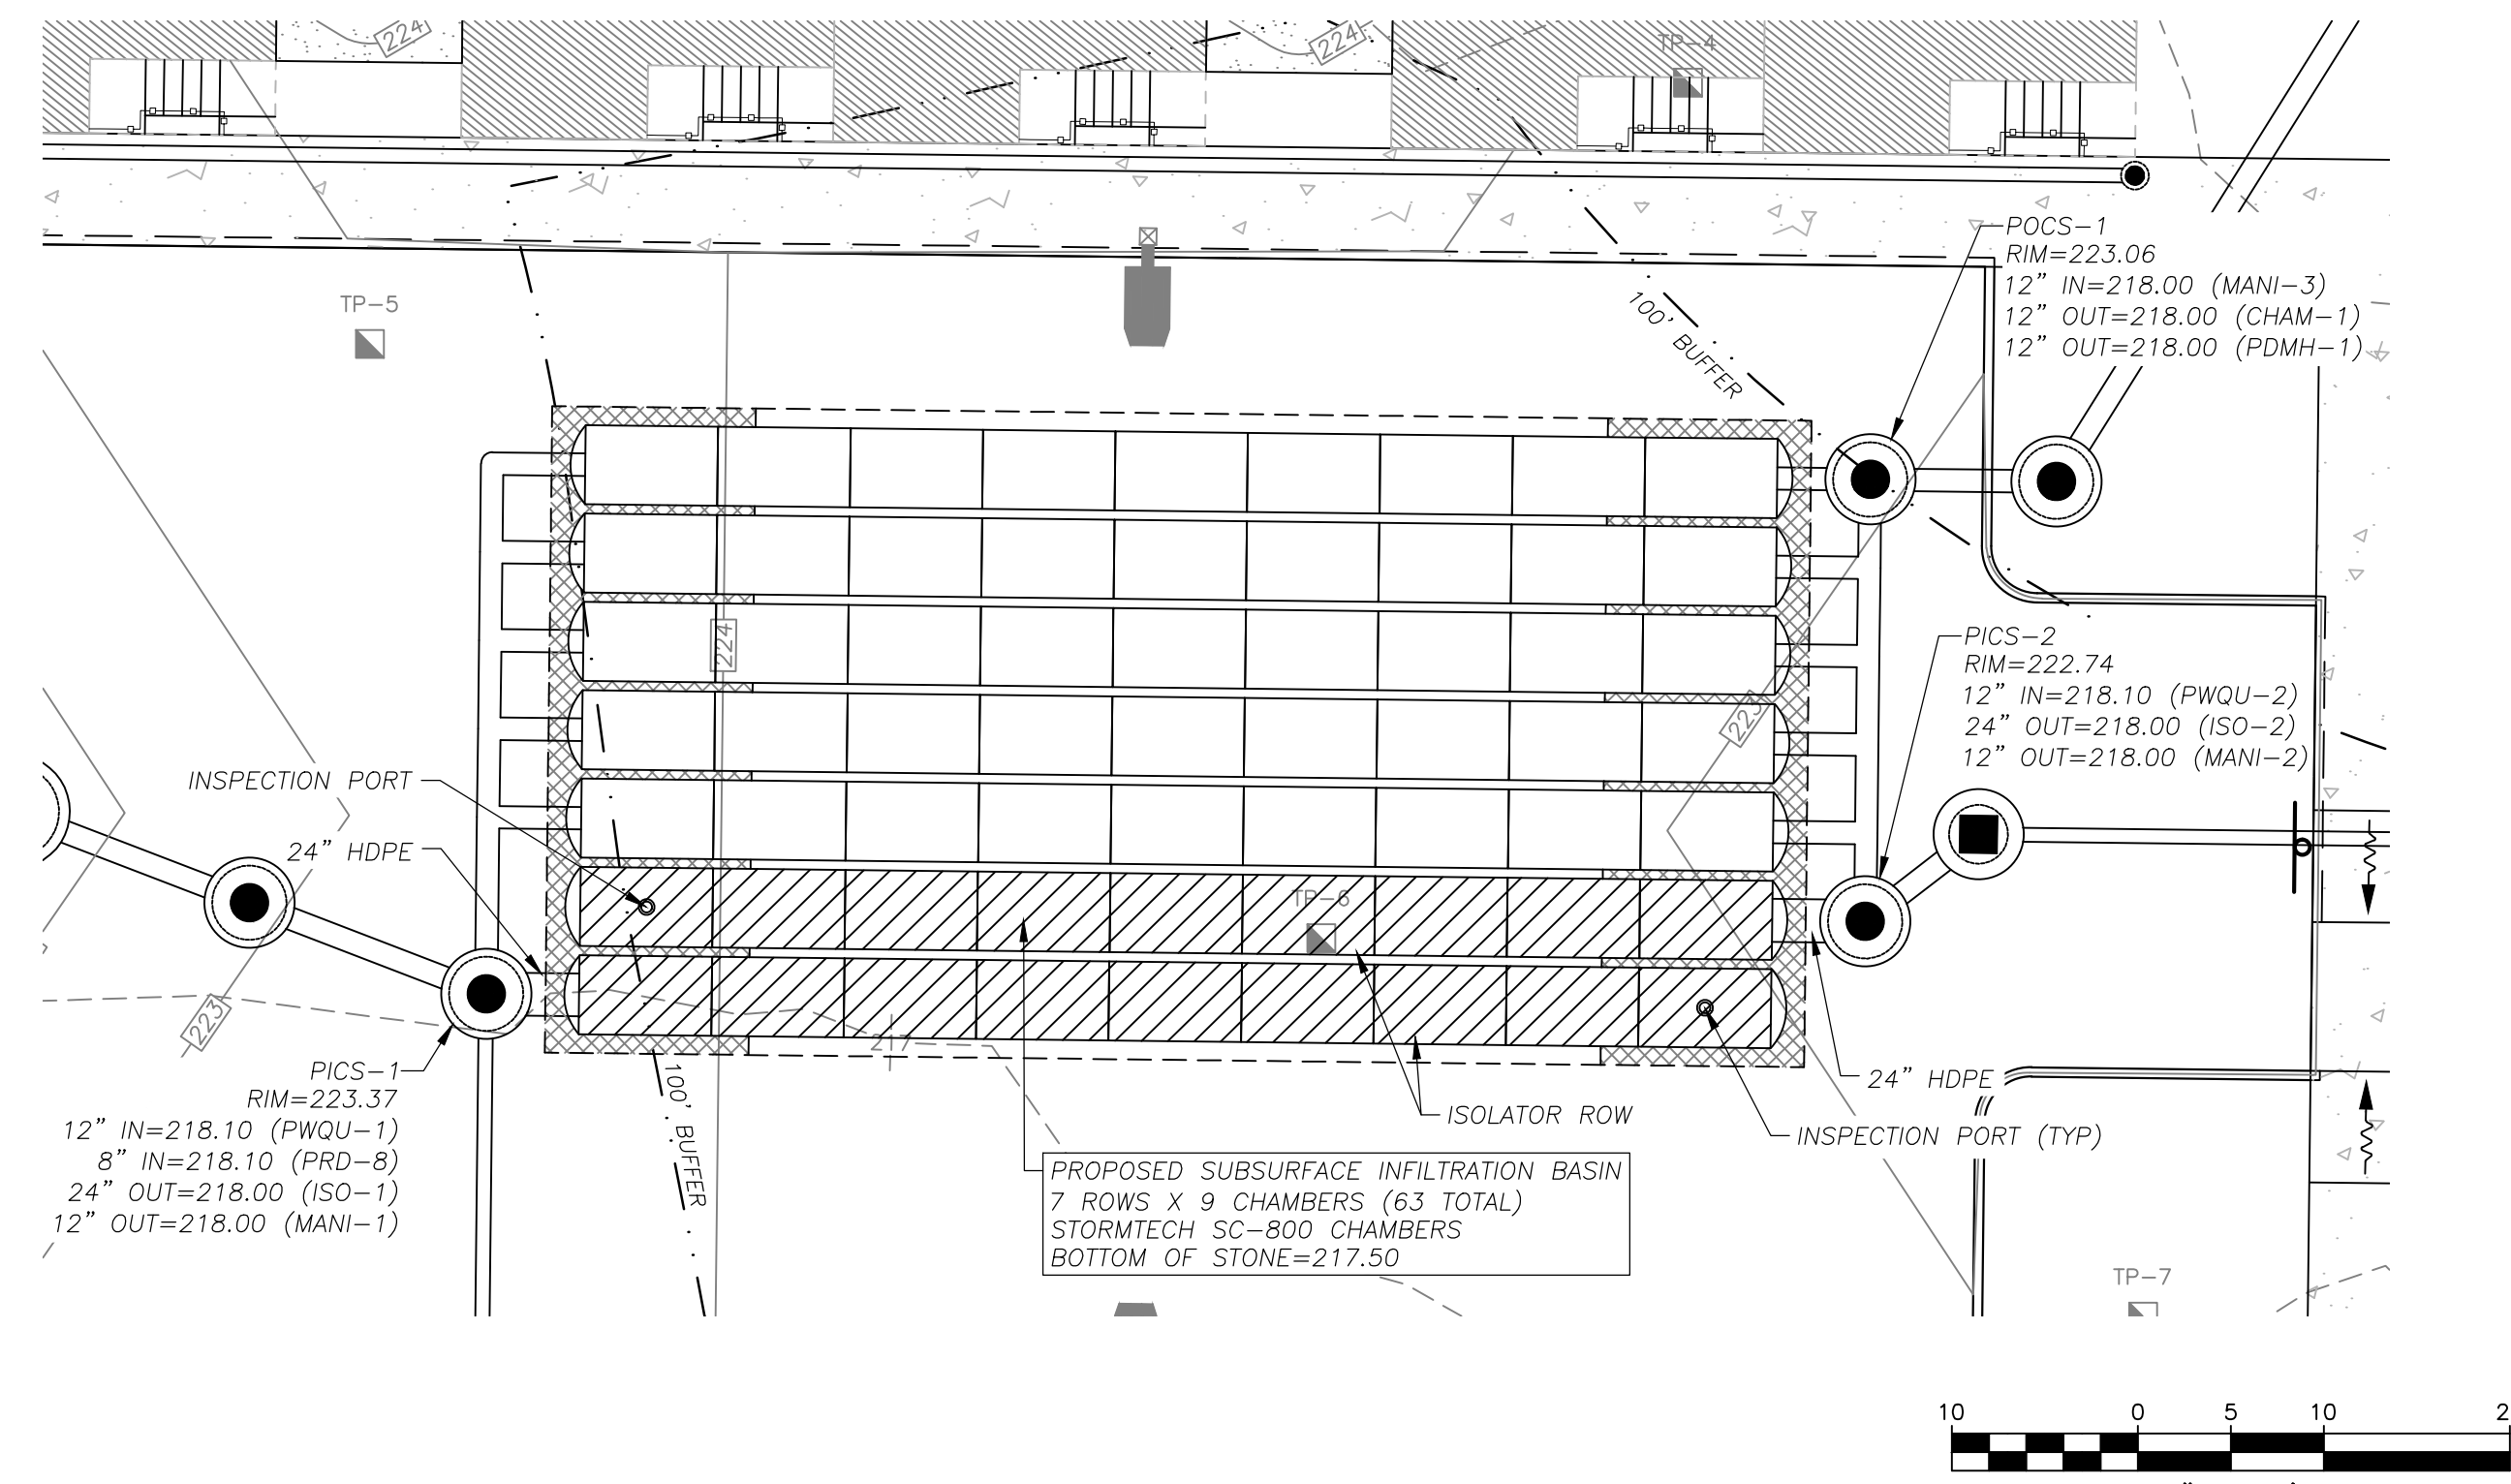 224
224
TP-4
POCS-1
RIM=223.06
12" IN=218.00 (MANI-3)
12" OUT=218.00 (CHAM-1)
12" OUT=218.00 (PDMH-1)
TP-5
100' BUFFER
224
PICS-2
RIM=222.74
12" IN=218.10 (PWQU-2)
24" OUT=218.00 (ISO-2)
12" OUT=218.00 (MANI-2)
223
INSPECTION PORT
24" HDPE
TP-6
223
217
PICS-1
RIM=223.37
12" IN=218.10 (PWQU-1)
8" IN=218.10 (PRD-8)
24" OUT=218.00 (ISO-1)
12" OUT=218.00 (MANI-1)
100' BUFFER
24" HDPE
ISOLATOR ROW
INSPECTION PORT (TYP)
PROPOSED SUBSURFACE INFILTRATION BASIN
7 ROWS X 9 CHAMBERS (63 TOTAL)
STORMTECH SC-800 CHAMBERS
BOTTOM OF STONE=217.50
TP-7
10 0 5 10 2